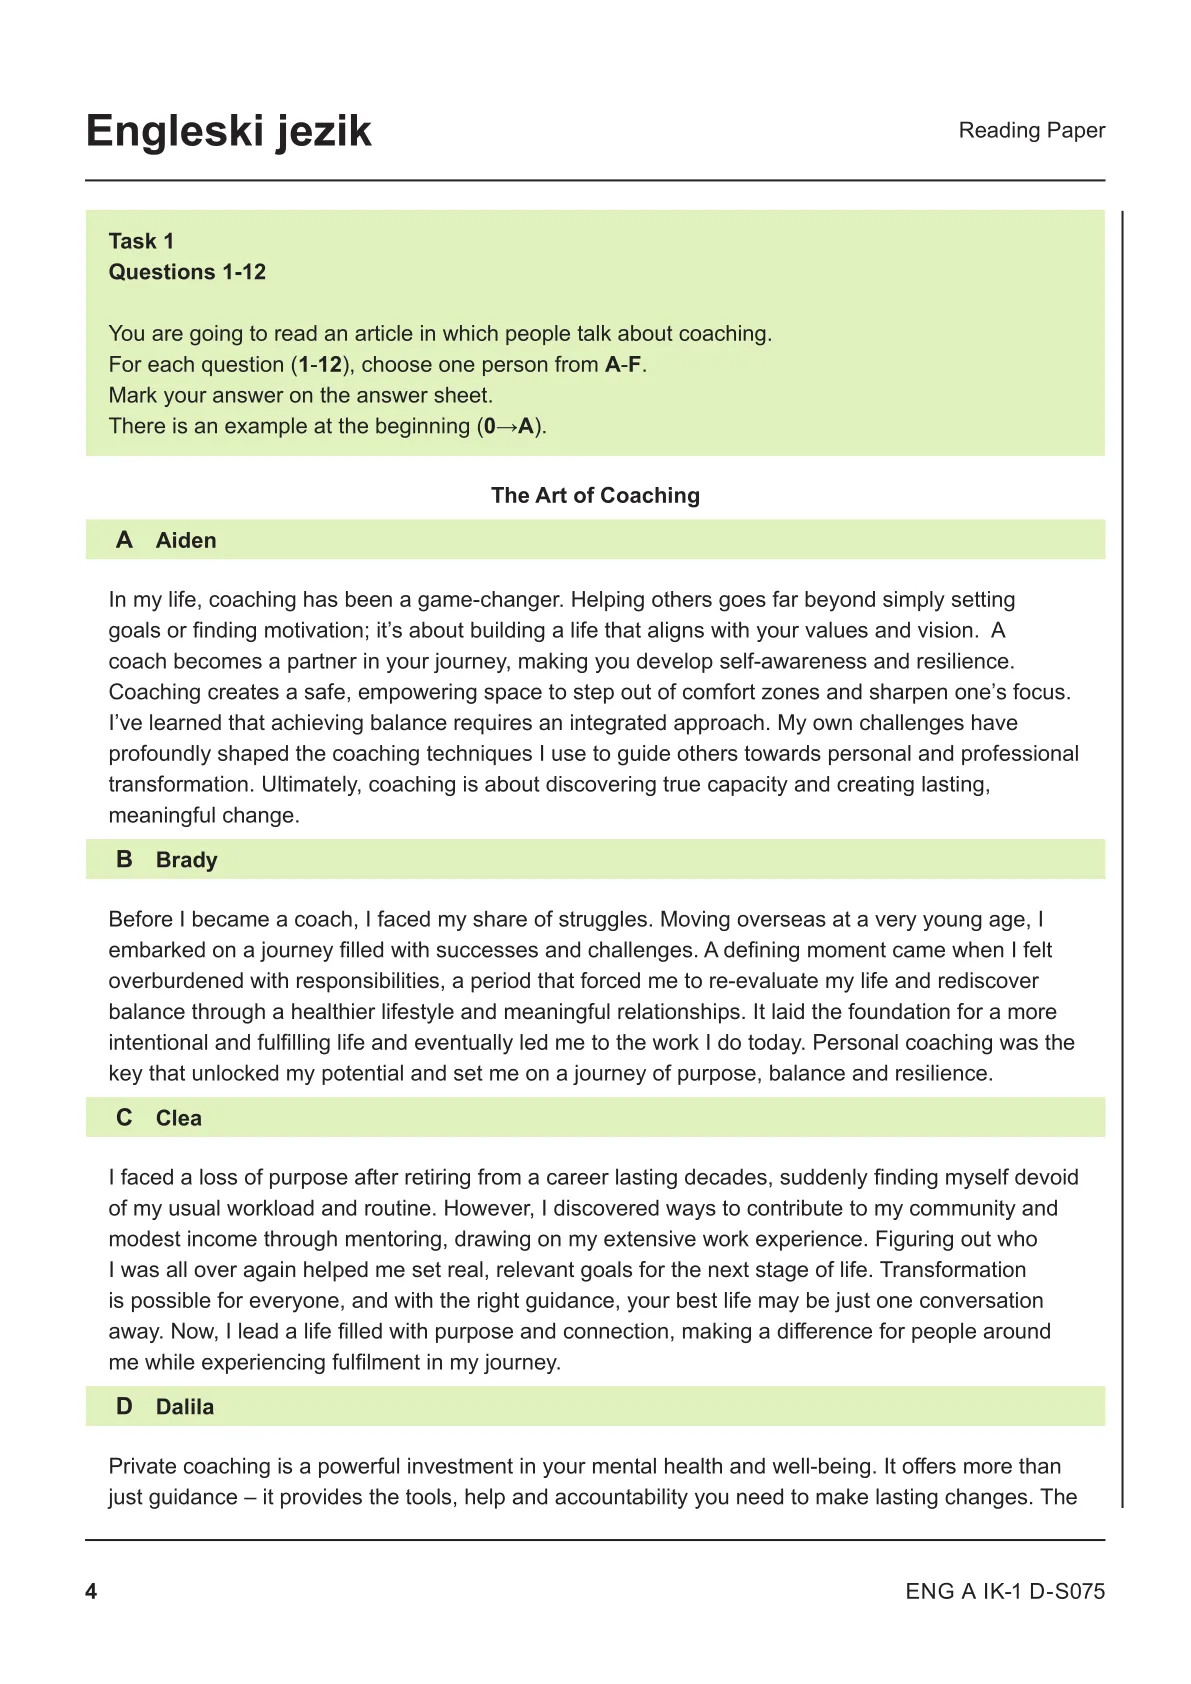 Engleski jezik
Reading Paper
Task 1
Questions 1-12
You are going to read an article in which people talk about coaching.
For each question (1-12), choose one person from A-F.
Mark your answer on the answer sheet.
There is an example at the beginning (0→A).
The Art of Coaching
A Aiden
In my life, coaching has been a game-changer. Helping others goes far beyond simply setting
goals or finding motivation; it’s about building a life that aligns with your values and vision. A
coach becomes a partner in your journey, making you develop self-awareness and resilience.
Coaching creates a safe, empowering space to step out of comfort zones and sharpen one’s focus.
I’ve learned that achieving balance requires an integrated approach. My own challenges have
profoundly shaped the coaching techniques I use to guide others towards personal and professional
transformation. Ultimately, coaching is about discovering true capacity and creating lasting,
meaningful change.
B Brady
Before I became a coach, I faced my share of struggles. Moving overseas at a very young age, I
embarked on a journey filled with successes and challenges. A defining moment came when I felt
overburdened with responsibilities, a period that forced me to re-evaluate my life and rediscover
balance through a healthier lifestyle and meaningful relationships. It laid the foundation for a more
intentional and fulfilling life and eventually led me to the work I do today. Personal coaching was the
key that unlocked my potential and set me on a journey of purpose, balance and resilience.
C Clea
I faced a loss of purpose after retiring from a career lasting decades, suddenly finding myself devoid
of my usual workload and routine. However, I discovered ways to contribute to my community and
modest income through mentoring, drawing on my extensive work experience. Figuring out who
I was all over again helped me set real, relevant goals for the next stage of life. Transformation
is possible for everyone, and with the right guidance, your best life may be just one conversation
away. Now, I lead a life filled with purpose and connection, making a difference for people around
me while experiencing fulfilment in my journey.
D Dalila
Private coaching is a powerful investment in your mental health and well-being. It offers more than
just guidance – it provides the tools, help and accountability you need to make lasting changes. The
4
ENG A IK-1 D-S075